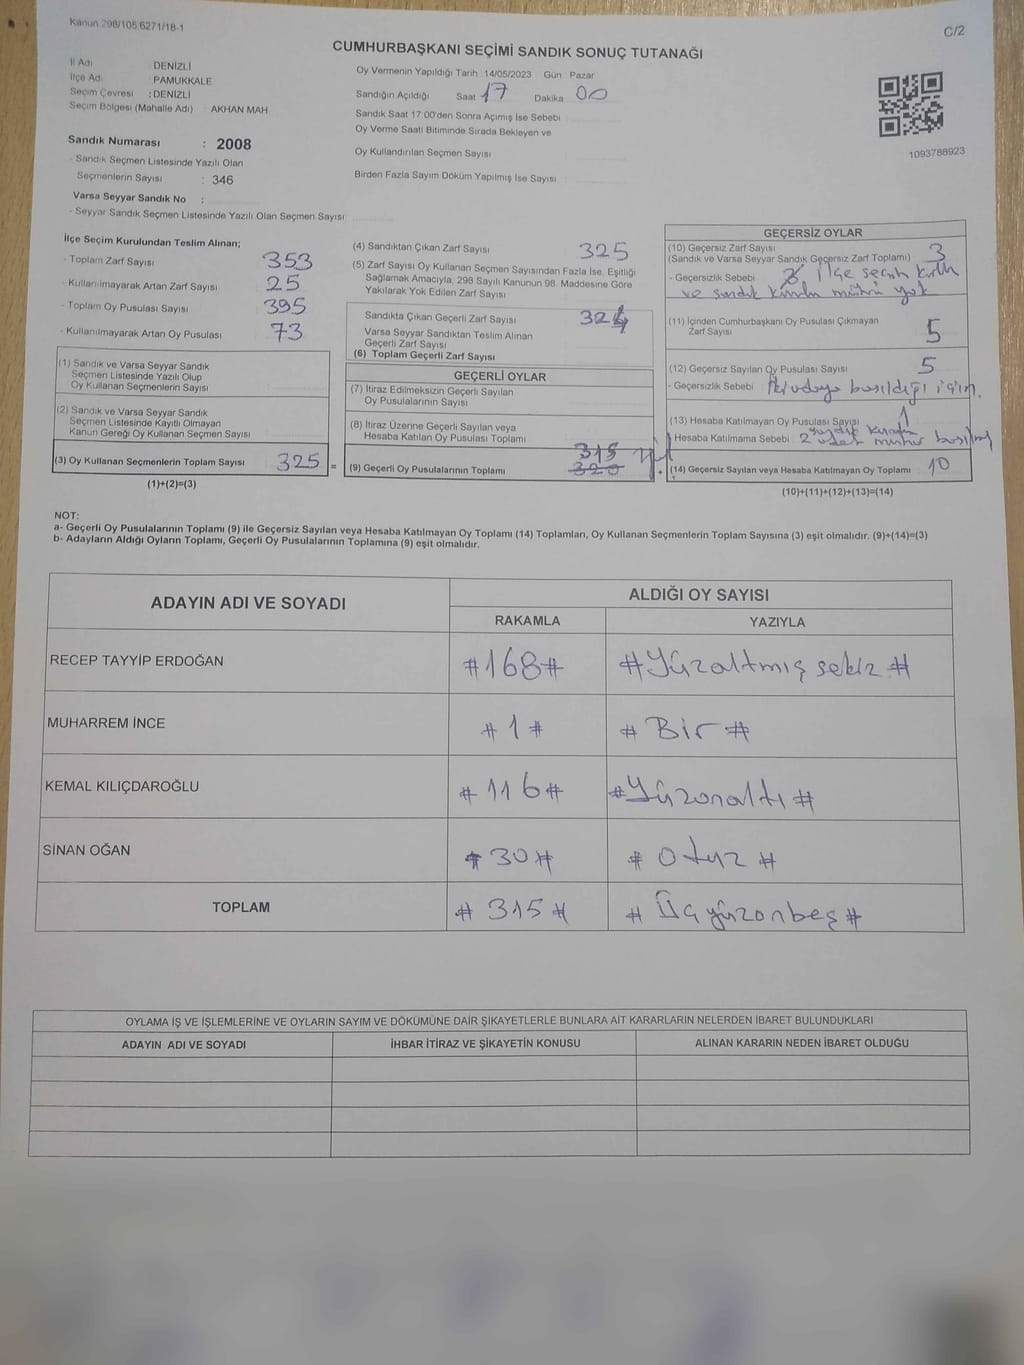 Kanun 298/105,6271/18-1
C/2
CUMHURBAŞKANI SEÇİMİ SANDIK SONUÇ TUTANAĞI
İl Adı : DENİZLİ
İlçe Adı : PAMUKKALE
Seçim Çevresi : DENİZLİ
Seçim Bölgesi (Mahalle Adı) : AKHAN MAH.
Sandık Numarası : 2008
- Sandık Seçmen Listesinde Yazılı Olan
Seçmenlerin Sayısı : 346
Varsa Seyyar Sandık No :
- Seyyar Sandık Seçmen Listesinde Yazılı Olan Seçmen Sayısı:
Oy Vermenin Yapıldığı Tarih : 14/05/2023 Gün : Pazar
Sandığın Açıldığı Saat 17 Dakika 00
Sandık Saat 17:00'den Sonra Açımış İse Sebebi
Oy Verme Saati Bitiminde Sırada Bekleyen ve
Oy Kullandırılan Seçmen Sayısı
Birden Fazla Sayım Döküm Yapılmış İse Sayısı
1093788923
İlçe Seçim Kurulundan Teslim Alınan;
- Toplam Zarf Sayısı 353
- Kullanılmayarak Artan Zarf Sayısı 25
- Toplam Oy Pusulası Sayısı 395
- Kullanılmayarak Artan Oy Pusulası 73
(1) Sandık ve Varsa Seyyar Sandık
Seçmen Listesinde Yazılı Olup
Oy Kullanan Seçmenlerin Sayısı
(2) Sandık ve Varsa Seyyar Sandık
Seçmen Listesinde Kayıtlı Olmayan
Kanun Gereği Oy Kullanan Seçmen Sayısı
(3) Oy Kullanan Seçmenlerin Toplam Sayısı 325 =
(1)+(2)=(3)
(4) Sandıktan Çıkan Zarf Sayısı 325
(5) Zarf Sayısı Oy Kullanan Seçmen Sayısından Fazla İse, Eşitliği
Sağlamak Amacıyla, 298 Sayılı Kanunun 98. Maddesine Göre
Yakılarak Yok Edilen Zarf Sayısı
Sandıkta Çıkan Geçerli Zarf Sayısı
Varsa Seyyar Sandıktan Teslim Alınan
Geçerli Zarf Sayısı
(6) Toplam Geçerli Zarf Sayısı
GEÇERLİ OYLAR
(7) İtiraz Edilmeksizin Geçerli Sayılan
Oy Pusulalarının Sayısı
(8) İtiraz Üzerine Geçerli Sayılan veya
Hesaba Katılan Oy Pusulası Toplamı
315
(9) Geçerli Oy Pusulalarının Toplamı 320 +
GEÇERSİZ OYLAR
(10) Geçersiz Zarf Sayısı 3
(Sandık ve Varsa Seyyar Sandık Geçersiz Zarf Toplamı)
- Geçersizlik Sebebi ilçe seçim
ve sandık mührü yok
(11) İçinden Cumhurbaşkanı Oy Pusulası Çıkmayan
Zarf Sayısı 5
(12) Geçersiz Sayılan Oy Pusulası Sayısı 5
- Geçersizlik Sebebi basıldığı için.
(13) Hesaba Katılmayan Oy Pusulası Sayısı 1
Hesaba Katılmama Sebebi 2 adet mühür
(14) Geçersiz Sayılan veya Hesaba Katılmayan Oy Toplamı 10
(10)+(11)+(12)+(13)=(14)
NOT:
a- Geçerli Oy Pusulalarının Toplamı (9) ile Geçersiz Sayılan veya Hesaba Katılmayan Oy Toplamı (14) Toplamları, Oy Kullanan Seçmenlerin Toplam Sayısına (3) eşit olmalıdır. (9)+(14)=(3)
b- Adayların Aldığı Oyların Toplamı, Geçerli Oy Pusulalarının Toplamına (9) eşit olmalıdır.
ADAYIN ADI VE SOYADI ALDIĞI OY SAYISI
RAKAMLA YAZIYLA
RECEP TAYYİP ERDOĞAN #168# #Yüzaltmışsekiz#
MUHARREM İNCE #1# #Bir#
KEMAL KILIÇDAROĞLU #116# #Yüzonaltı#
SİNAN OĞAN #30# #Otuz#
TOPLAM #315# #Üçyüzonbeş#
OYLAMA İŞ VE İŞLEMLERİNE VE OYLARIN SAYIM VE DÖKÜMÜNE DAİR ŞİKAYETLERLE BUNLARA AİT KARARLARIN NELERDEN İBARET BULUNDUKLARI
ADAYIN ADI VE SOYADI İHBAR İTİRAZ VE ŞİKAYETİN KONUSU ALINAN KARARIN NEDEN İBARET OLDUĞU